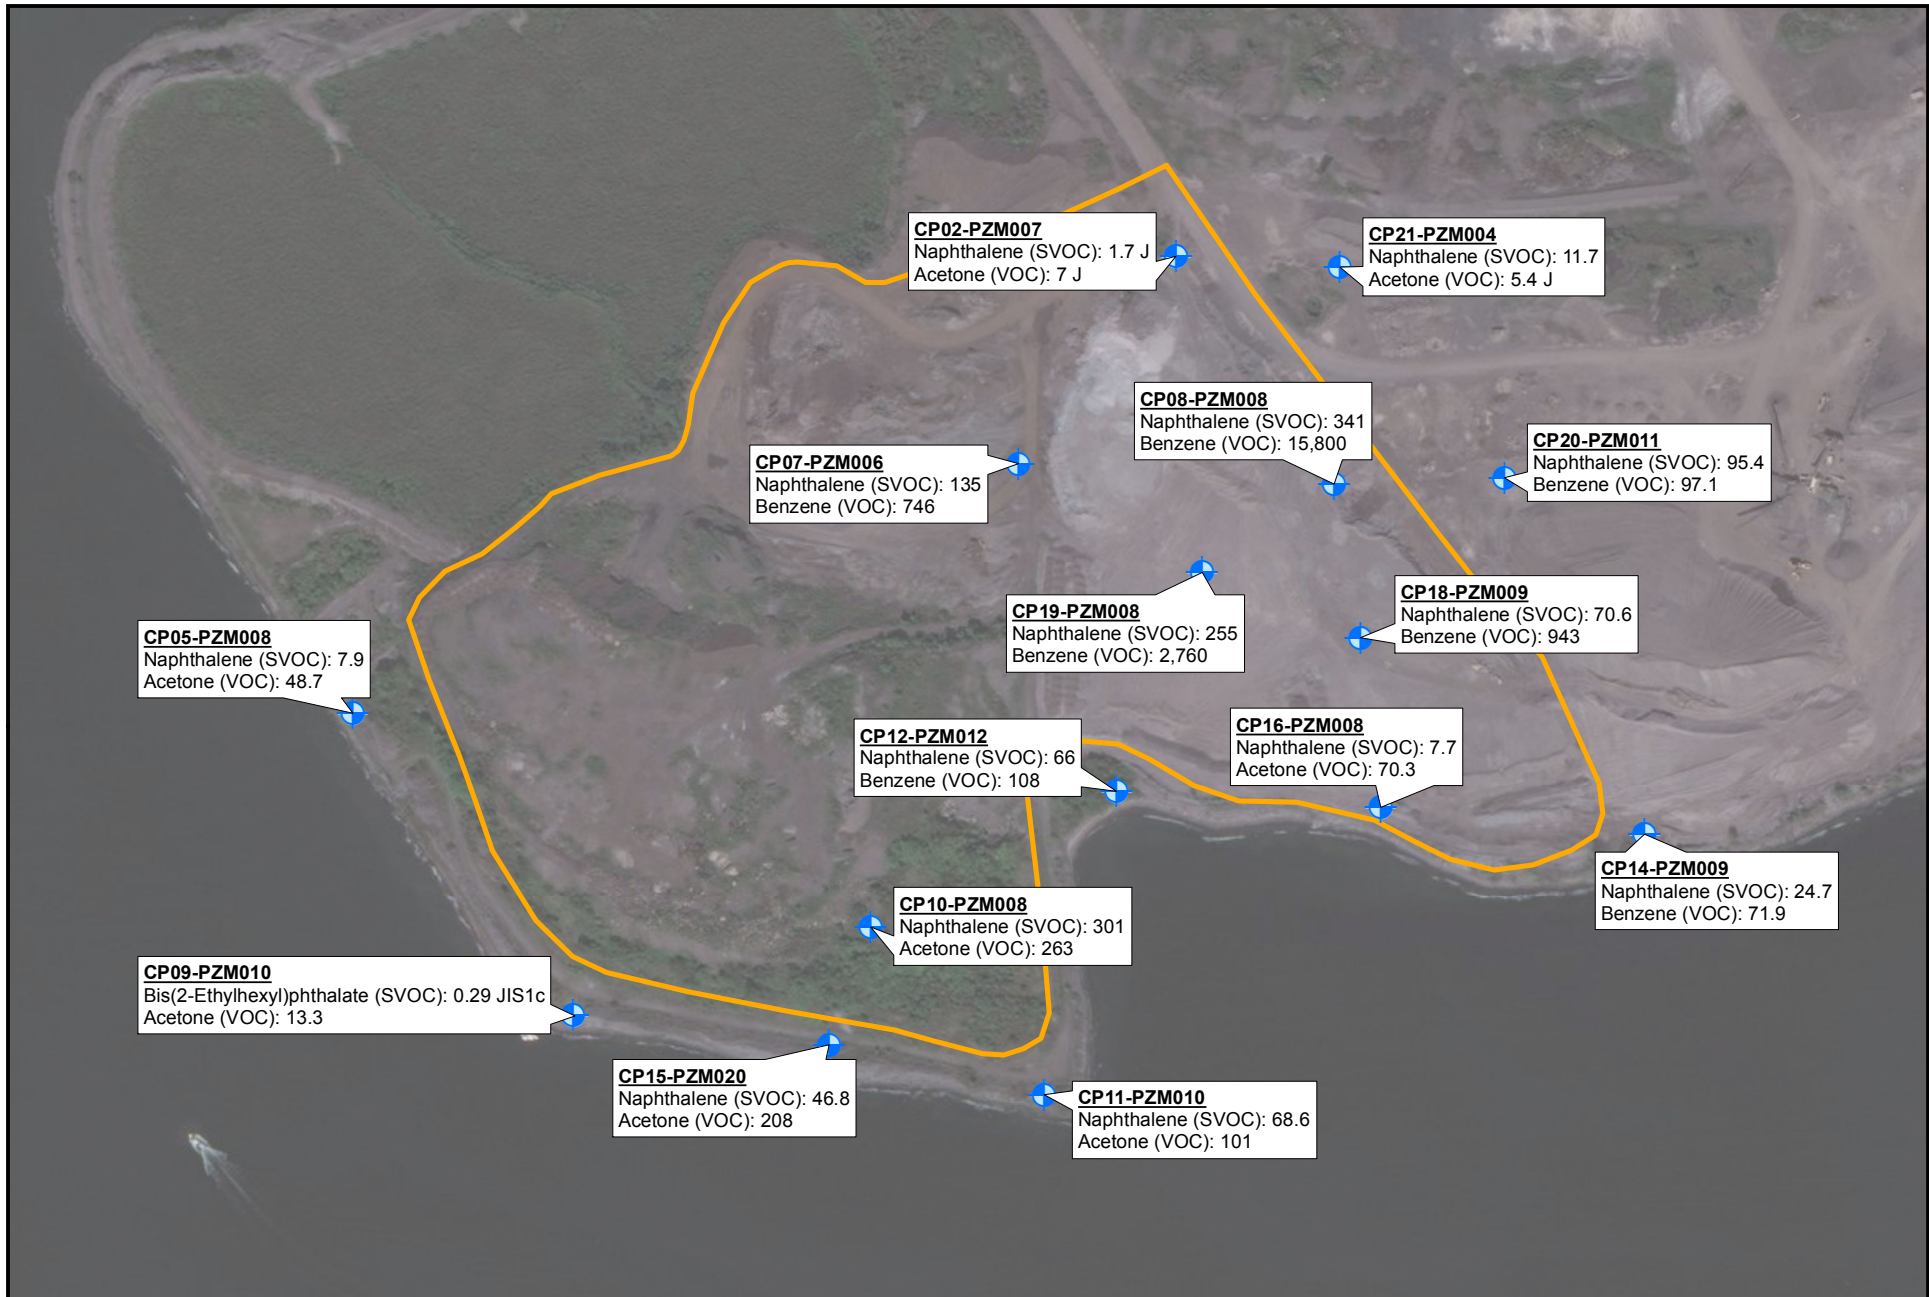 CP02-PZM007
Naphthalene (SVOC): 1.7 J
Acetone (VOC): 7 J
CP21-PZM004
Naphthalene (SVOC): 11.7
Acetone (VOC): 5.4 J
CP08-PZM008
Naphthalene (SVOC): 341
Benzene (VOC): 15,800
CP07-PZM006
Naphthalene (SVOC): 135
Benzene (VOC): 746
CP20-PZM011
Naphthalene (SVOC): 95.4
Benzene (VOC): 97.1
CP18-PZM009
Naphthalene (SVOC): 70.6
Benzene (VOC): 943
CP19-PZM008
Naphthalene (SVOC): 255
Benzene (VOC): 2,760
CP05-PZM008
Naphthalene (SVOC): 7.9
Acetone (VOC): 48.7
CP12-PZM012
Naphthalene (SVOC): 66
Benzene (VOC): 108
CP16-PZM008
Naphthalene (SVOC): 7.7
Acetone (VOC): 70.3
CP14-PZM009
Naphthalene (SVOC): 24.7
Benzene (VOC): 71.9
CP10-PZM008
Naphthalene (SVOC): 301
Acetone (VOC): 263
CP09-PZM010
Bis(2-Ethylhexyl)phthalate (SVOC): 0.29 JIS1c
Acetone (VOC): 13.3
CP15-PZM020
Naphthalene (SVOC): 46.8
Acetone (VOC): 208
CP11-PZM010
Naphthalene (SVOC): 68.6
Acetone (VOC): 101